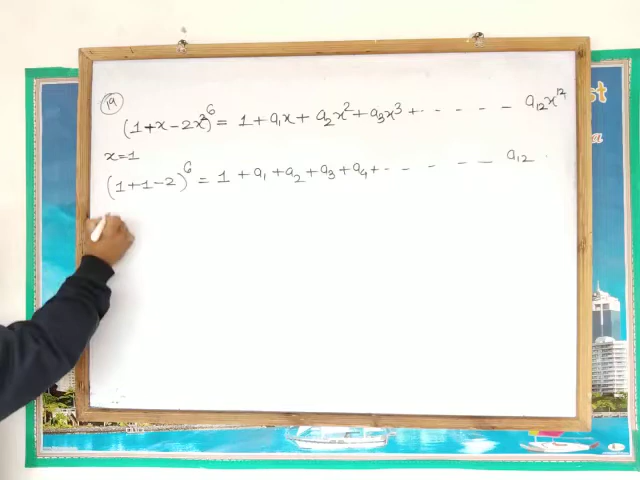 19
(1+x-2x²)⁶ = 1 + a₁x + a₂x² + a₃x³ + - - - - - a₁₂x¹²
x=1
(1+1-2)⁶ = 1 + a₁ + a₂ + a₃ + a₄ + - - - - - a₁₂
st
a